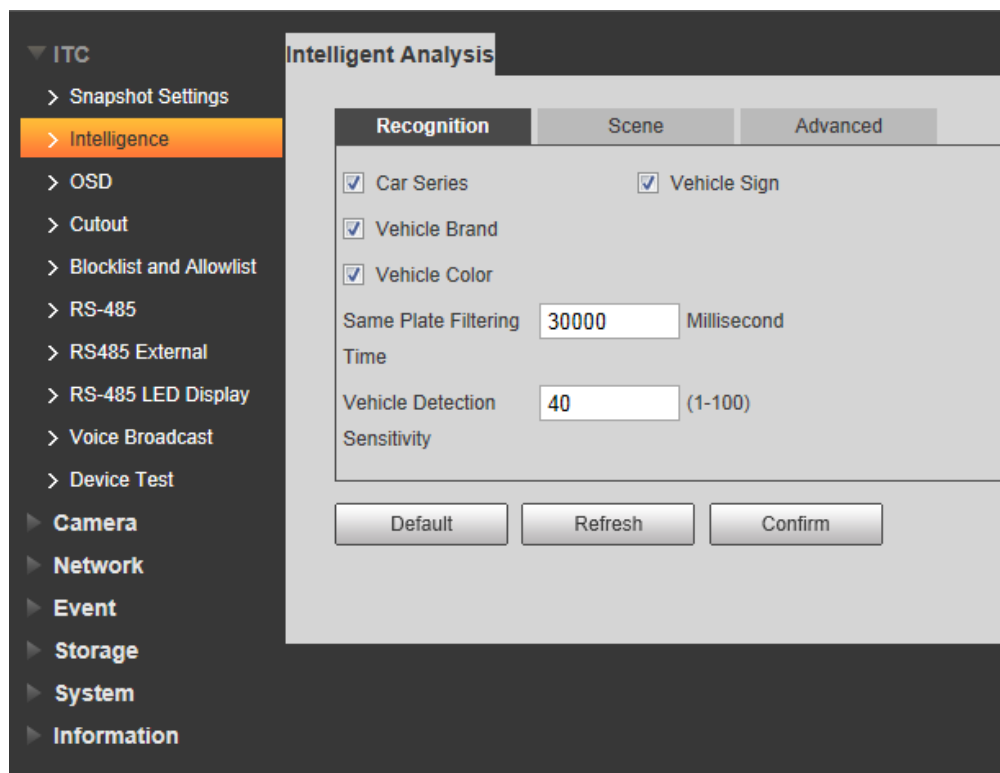 ITC
Snapshot Settings
Intelligence
OSD
Cutout
Blocklist and Allowlist
RS-485
RS485 External
RS-485 LED Display
Voice Broadcast
Device Test
Camera
Network
Event
Storage
System
Information
Intelligent Analysis
Recognition Scene Advanced
Car Series Vehicle Sign
Vehicle Brand
Vehicle Color
Same Plate Filtering 30000 Millisecond
Time
Vehicle Detection 40 (1-100)
Sensitivity
Default Refresh Confirm